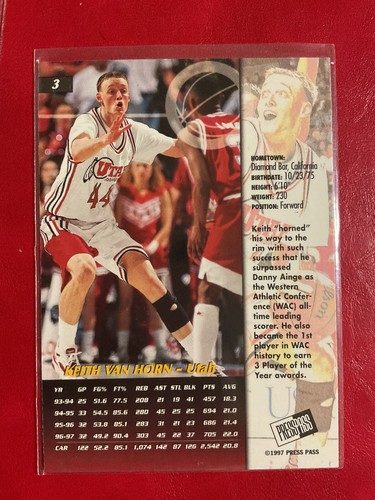 3
UTAH
44
HOMETOWN:
Diamond Bar, California
BIRTHDATE: 10/23/75
HEIGHT: 6'10"
WEIGHT: 230
POSITION: Forward
Keith "horned"
his way to the
rim with such
success that he
surpassed
Danny Ainge as
the Western
Athletic Confer-
ence (WAC) all-
time leading
scorer. He also
became the 1st
player in WAC
history to earn
3 Player of the
Year awards.
KEITH VAN HORN - Utah
YR GP FG% FT% REB AST STL BLK PTS AVG
93-94 25 51.6 77.5 208 21 19 41 457 18.3
94-95 33 54.5 85.6 280 45 25 25 694 21.0
95-96 32 53.8 85.1 283 31 21 23 686 21.4
96-97 32 49.2 90.4 303 45 22 37 705 22.0
CAR 122 52.2 85.1 1,074 142 87 126 2,542 20.8
PRESS PASS
©1997 PRESS PASS